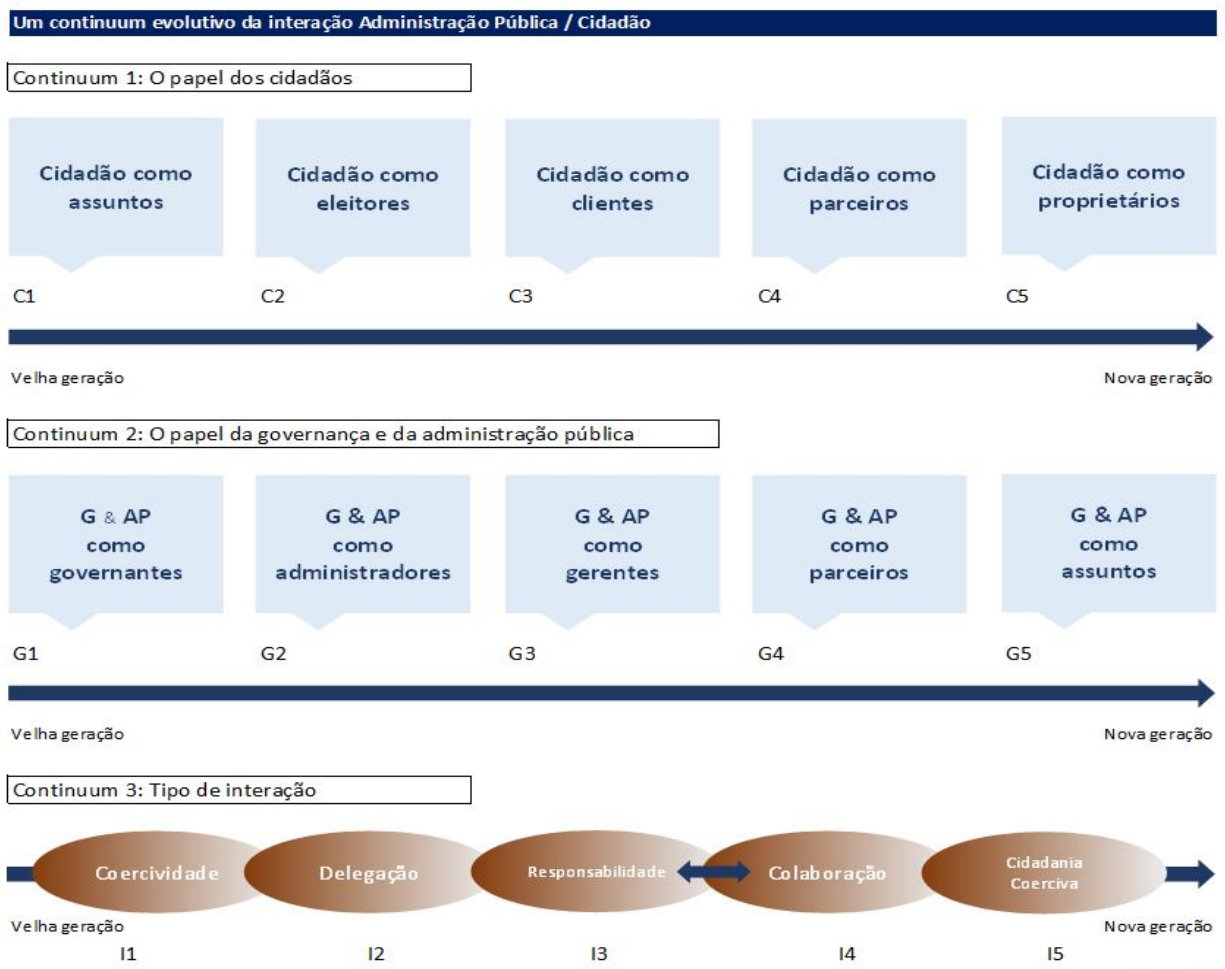 Um continuum evolutivo da interação Administração Pública / Cidadão
Continuum 1: O papel dos cidadãos
Cidadão como
assuntos
Cidadão como
eleitores
Cidadão como
clientes
Cidadão como
parceiros
Cidadão como
proprietários
C1
C2
C3
C4
C5
Velha geração
Nova geração
Continuum 2: O papel da governança e da administração pública
G & AP
como
governantes
G & AP
como
administradores
G & AP
como
gerentes
G & AP
como
parceiros
G & AP
como
assuntos
G1
G2
G3
G4
G5
Velha geração
Nova geração
Continuum 3: Tipo de interação
Coercividade
Delegação
Responsabilidade
Colaboração
Cidadania
Coerciva
Velha geração
Nova geração
I1
I2
I3
I4
I5